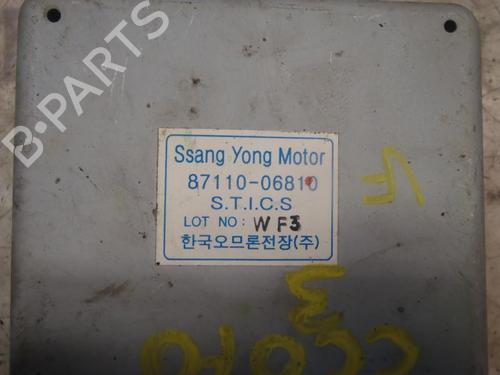 B-PARTS
Ssang Yong Motor
87110-06810
S.T.I.C.S
LOT NO: WF3
한국오므론전장(주)